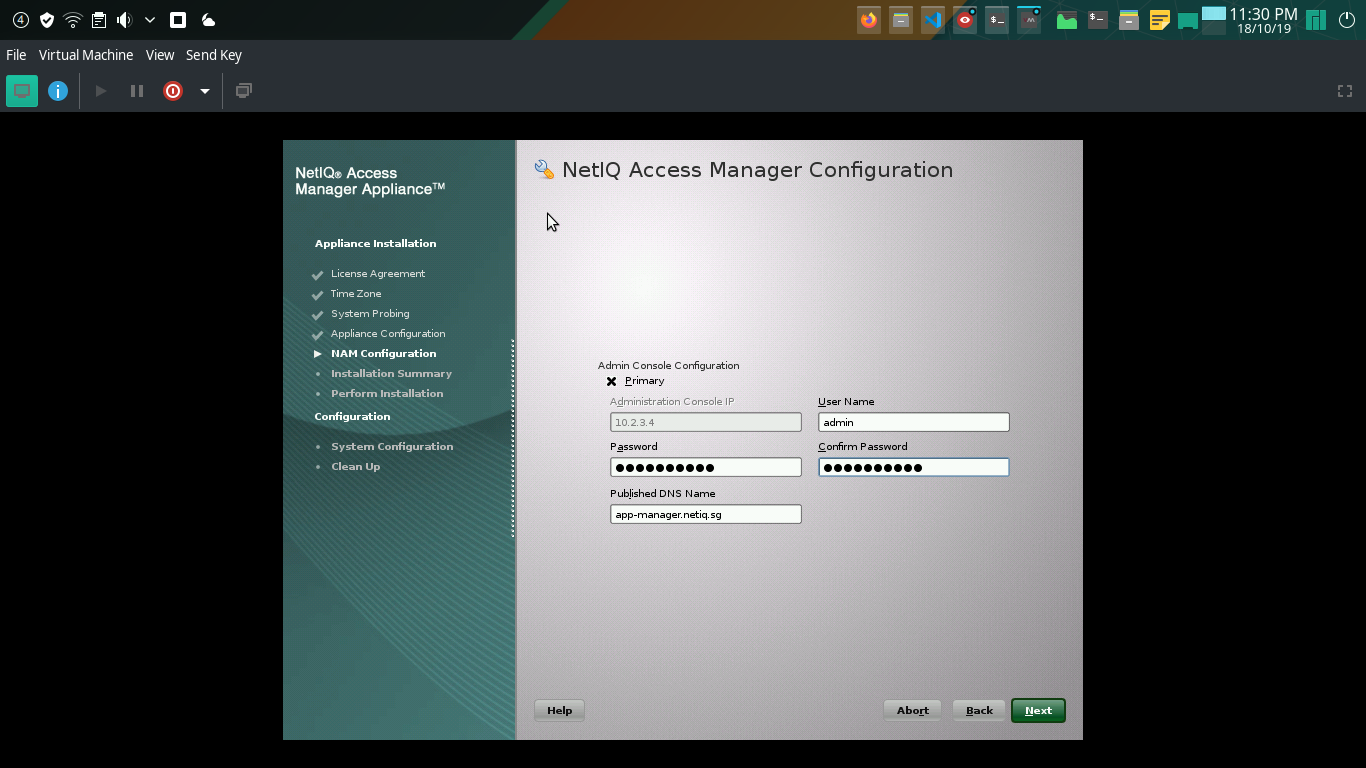 4
11:30 PM
18/10/19
File Virtual Machine View Send Key
NetIQ® Access
Manager Appliance™
Appliance Installation
License Agreement
Time Zone
System Probing
Appliance Configuration
NAM Configuration
Installation Summary
Perform Installation
Configuration
System Configuration
Clean Up
NetIQ Access Manager Configuration
Admin Console Configuration
Primary
Administration Console IP
User Name
10.2.3.4
admin
Password
Confirm Password
Published DNS Name
app-manager.netiq.sg
Help
Abort
Back
Next